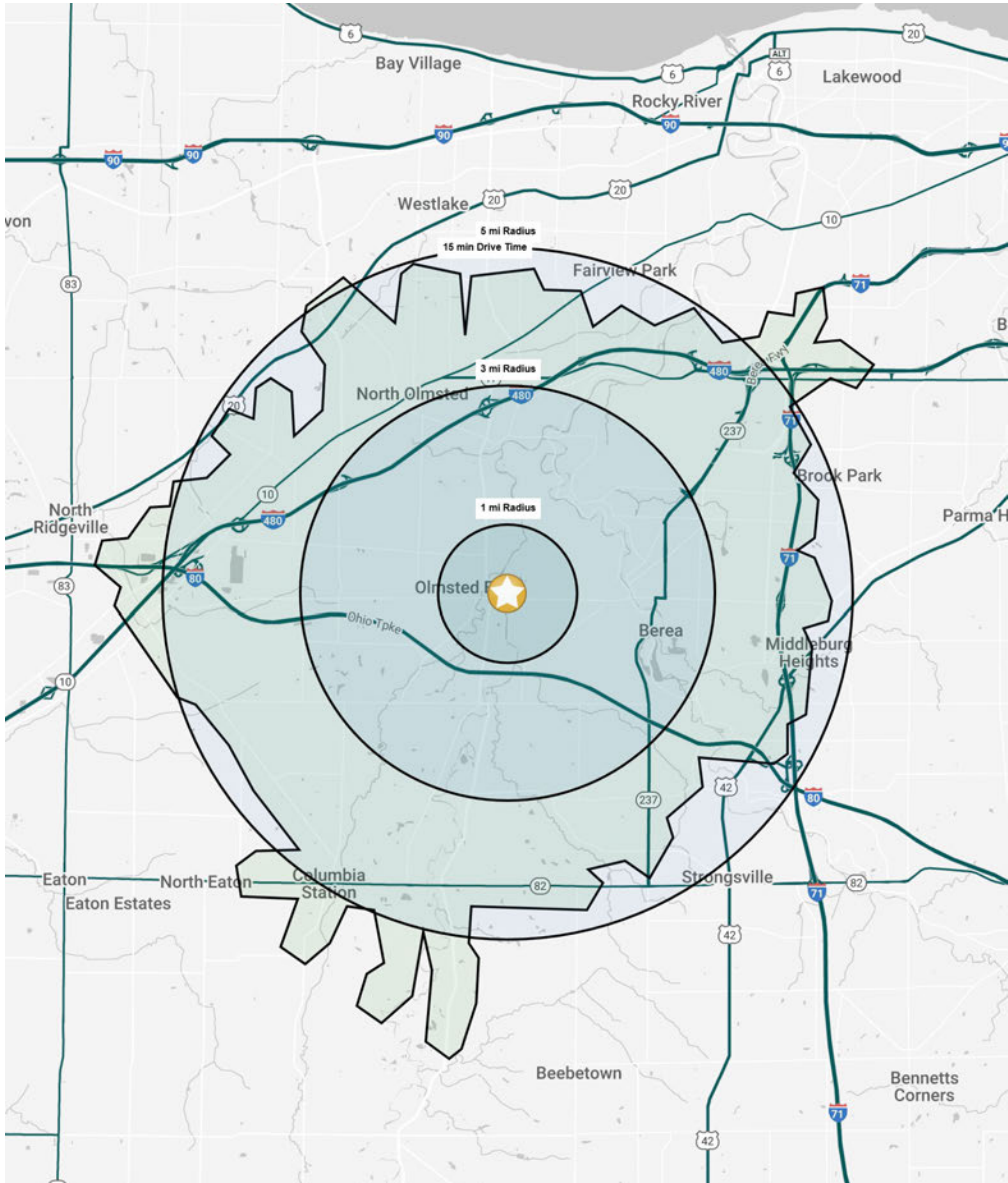 6
20
ALT
6
6
Bay Village
Lakewood
Rocky River
90
90
90
90
20
20
Westlake
10
von
5 mi Radius
15 min Drive Time
Fairview Park
83
71
3 mi Radius
480
North Olmsted
480
20
237
71
Brook Park
10
North
Ridgeville
480
1 mi Radius
Parma H
71
80
83
Olmsted
Ohio Tpke
Berea
Middleburg
Heights
10
42
80
237
Eaton
North Eaton
Columbia
Station
82
Strongsville
82
71
Eaton Estates
42
Beebetown
Bennetts
Corners
71
42